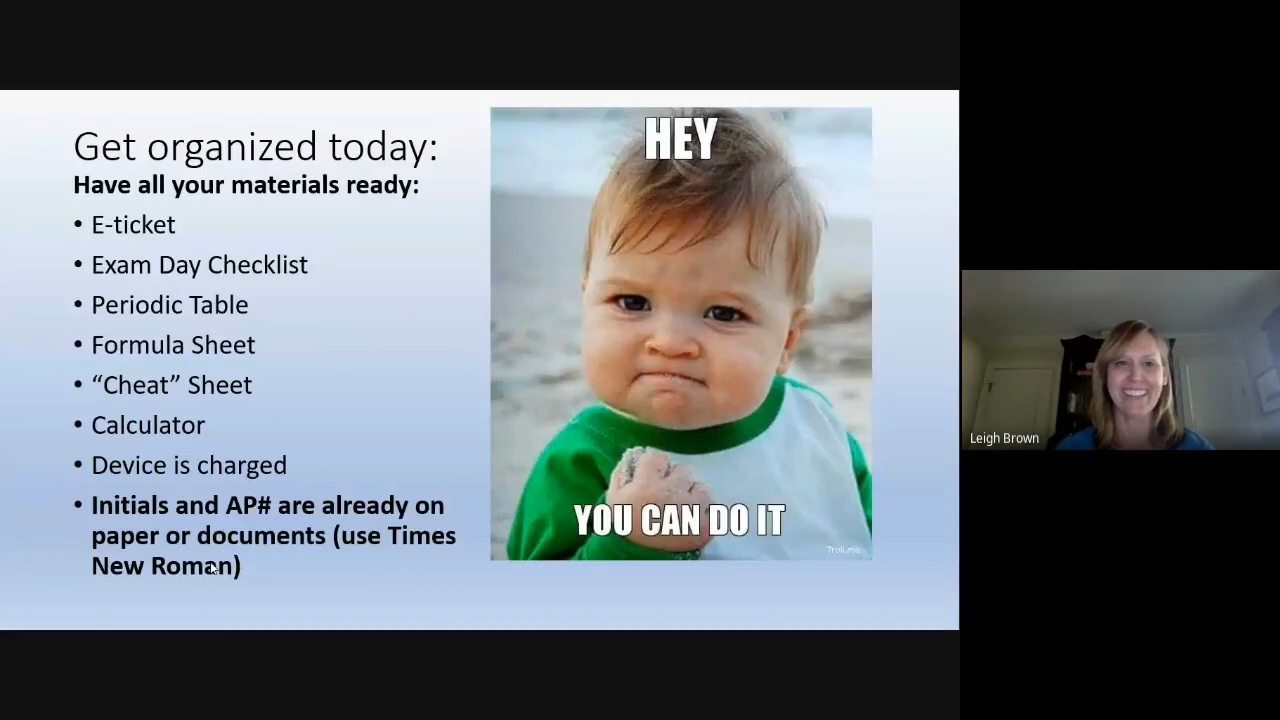 Get organized today:
Have all your materials ready:
• E-ticket
• Exam Day Checklist
• Periodic Table
• Formula Sheet
• “Cheat” Sheet
• Calculator
• Device is charged
• Initials and AP# are already on
paper or documents (use Times
New Roman)
HEY
YOU CAN DO IT
Troll.me
Leigh Brown